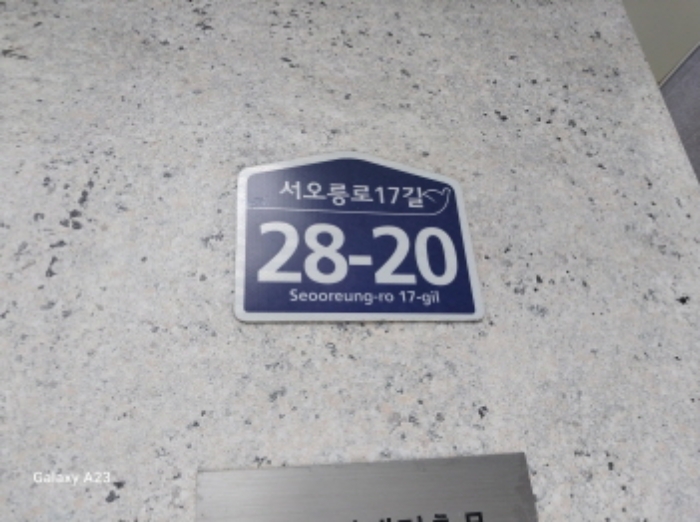 서오릉로17길
28-20
Seooreung-ro 17-gil
Galaxy A23